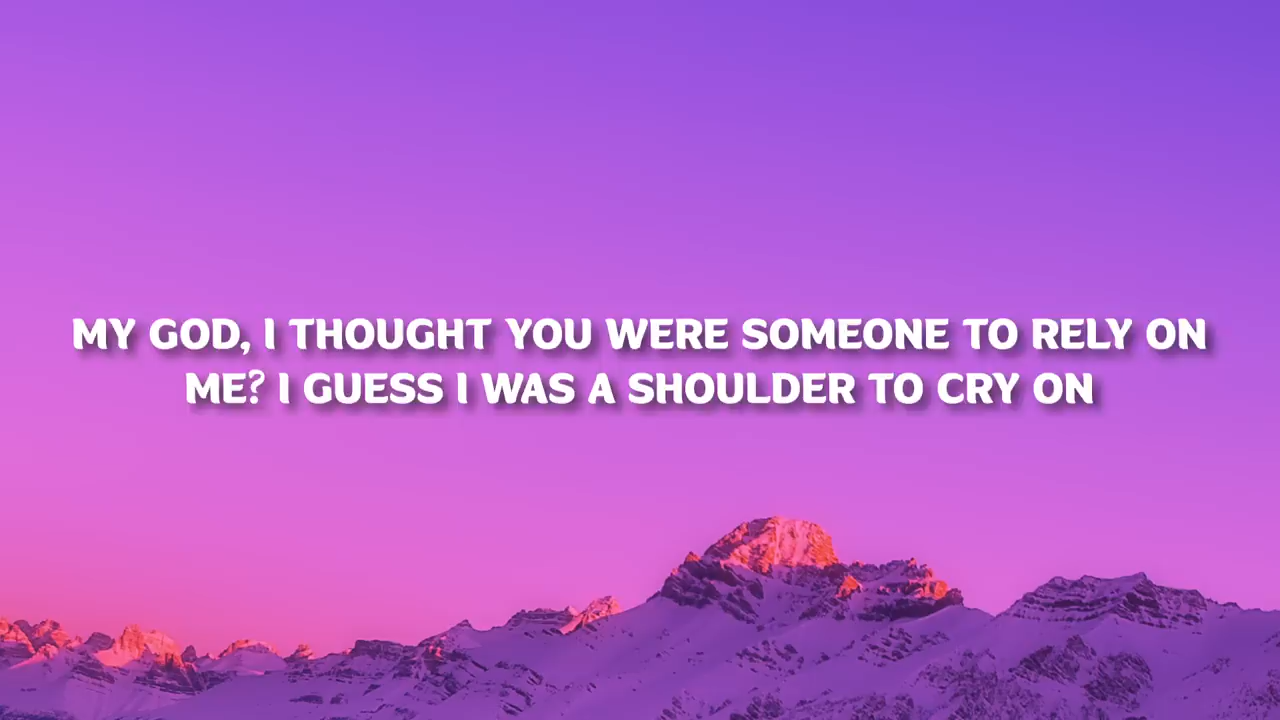 MY GOD, I THOUGHT YOU WERE SOMEONE TO RELY ON
ME? I GUESS I WAS A SHOULDER TO CRY ON